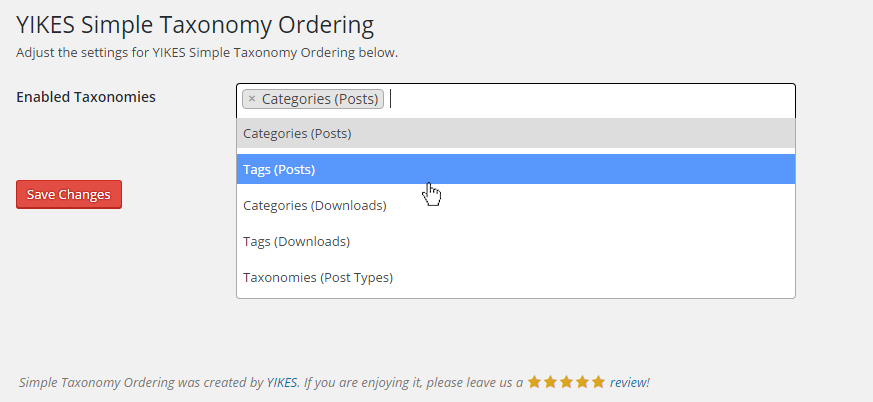 YIKES Simple Taxonomy Ordering
Adjust the settings for YIKES Simple Taxonomy Ordering below.
Enabled Taxonomies
× Categories (Posts)
Categories (Posts)
Tags (Posts)
Save Changes
Categories (Downloads)
Tags (Downloads)
Taxonomies (Post Types)
Simple Taxonomy Ordering was created by YIKES. If you are enjoying it, please leave us a ★★★★★ review!